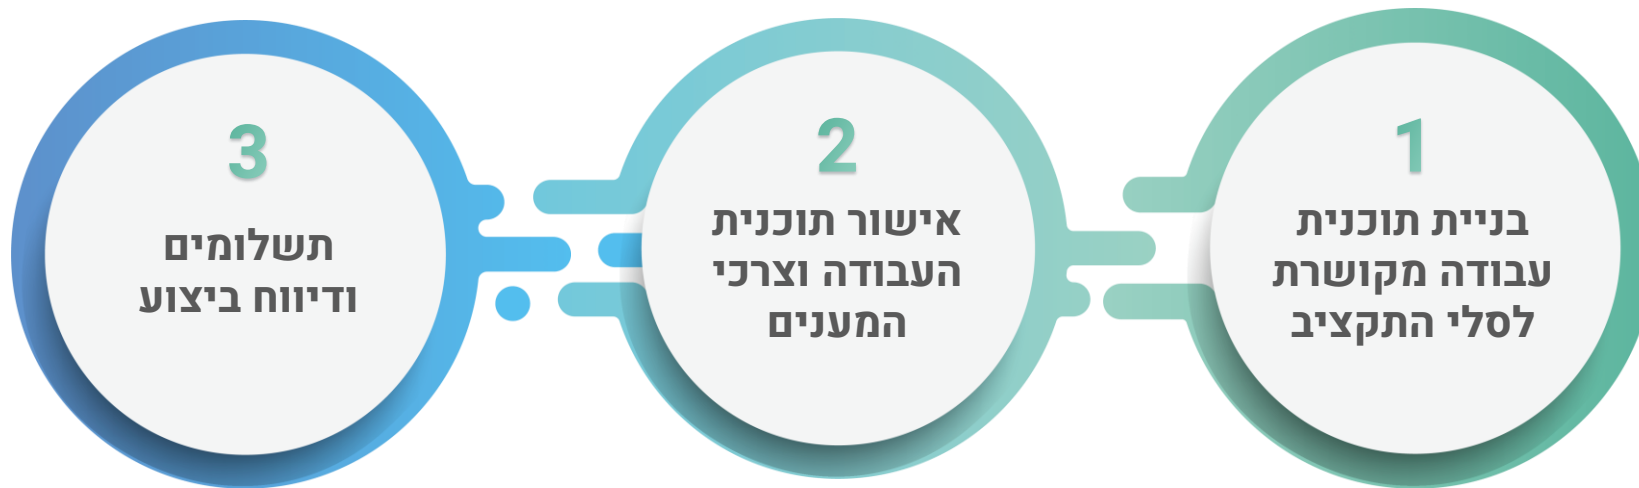 1
בניית תוכנית
עבודה מקושרת
לסלי התקציב
2
אישור תוכנית
העבודה וצרכי
המענים
3
תשלומים
ודיווח ביצוע